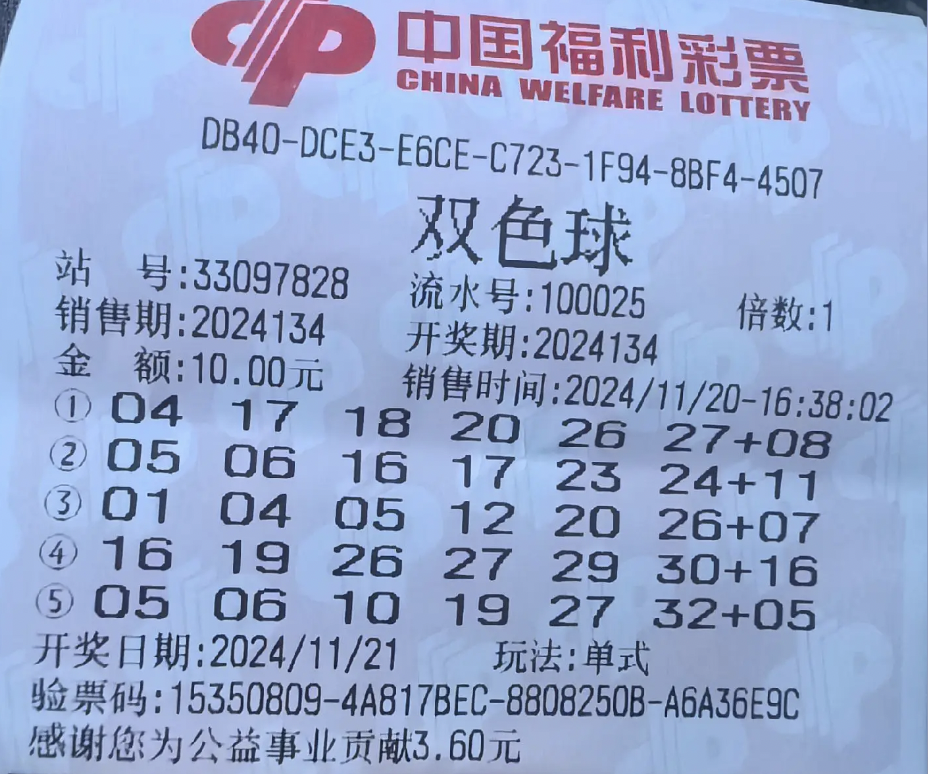 中国福利彩票
CHINA WELFARE LOTTERY
DB40-DCE3-E6CE-C723-1F94-8BF4-4507
双色球
站 号:33097828 流水号:100025 倍数:1
销售期:2024134 开奖期:2024134
金 额:10.00元 销售时间:2024/11/20-16:38:02
① 04 17 18 20 26 27+08
② 05 06 16 17 23 24+11
③ 01 04 05 12 20 26+07
④ 16 19 26 27 29 30+16
⑤ 05 06 10 19 27 32+05
开奖日期:2024/11/21 玩法:单式
验票码:15350809-4A817BEC-8808250B-A6A36E9C
感谢您为公益事业贡献3.60元